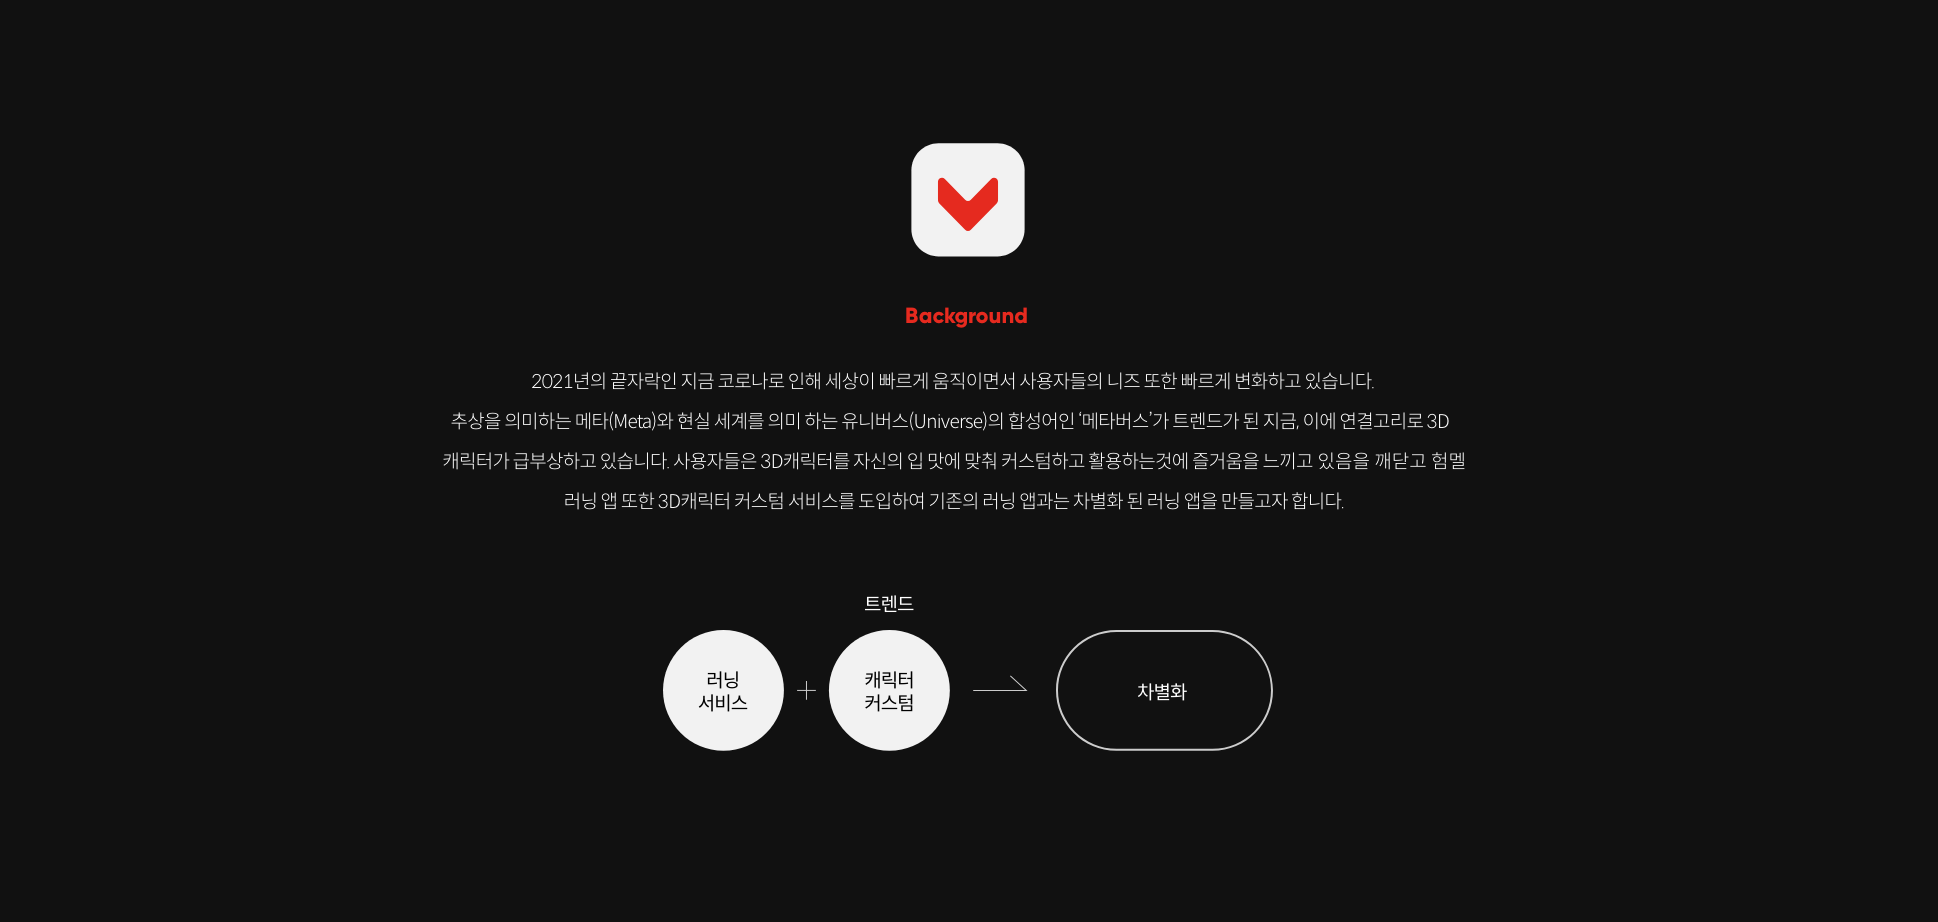 Background
2021년의 끝자락인 지금 코로나로 인해 세상이 빠르게 움직이면서 사용자들의 니즈 또한 빠르게 변화하고 있습니다.
추상을 의미하는 메타(Meta)와 현실 세계를 의미 하는 유니버스(Universe)의 합성어인 ‘메타버스’가 트렌드가 된 지금, 이에 연결고리로 3D
캐릭터가 급부상하고 있습니다. 사용자들은 3D캐릭터를 자신의 입 맛에 맞춰 커스텀하고 활용하는것에 즐거움을 느끼고 있음을 깨닫고 험멜
러닝 앱 또한 3D캐릭터 커스텀 서비스를 도입하여 기존의 러닝 앱과는 차별화 된 러닝 앱을 만들고자 합니다.
트렌드
러닝
서비스
캐릭터
커스텀
차별화